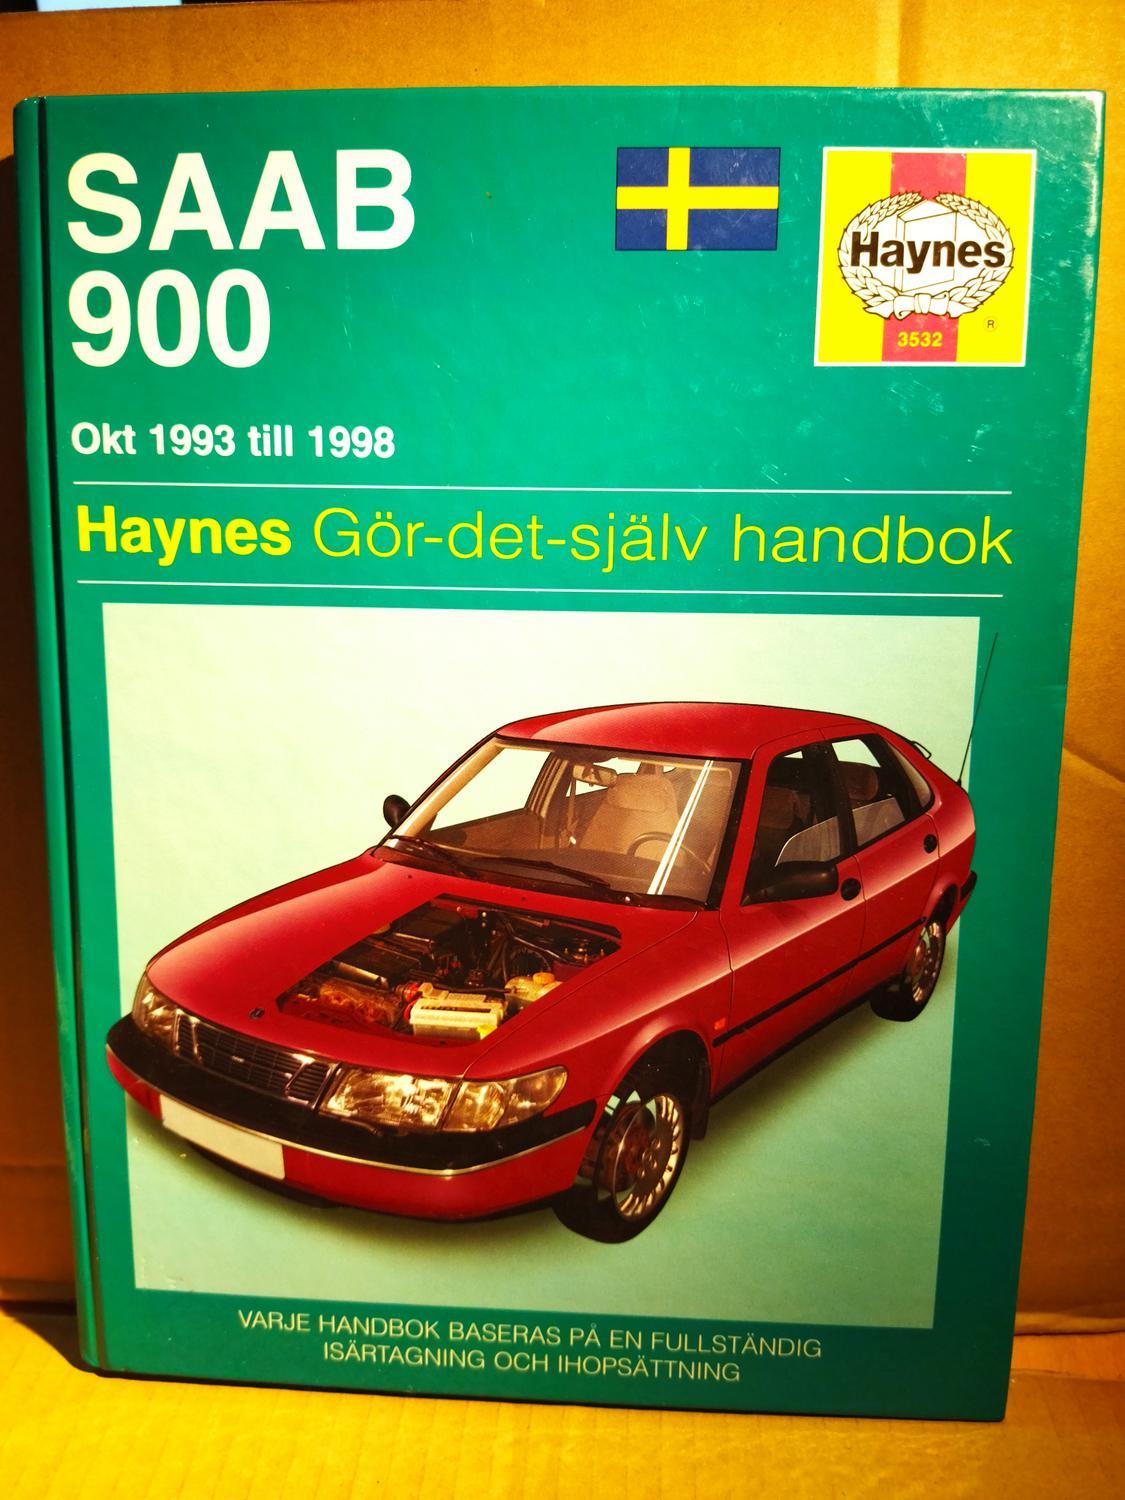 SAAB
900
Haynes
®
3532
Okt 1993 till 1998
Haynes Gör-det-själv handbok
VARJE HANDBOK BASERAS PÅ EN FULLSTÄNDIG
ISÄRTAGNING OCH IHOPSÄTTNING